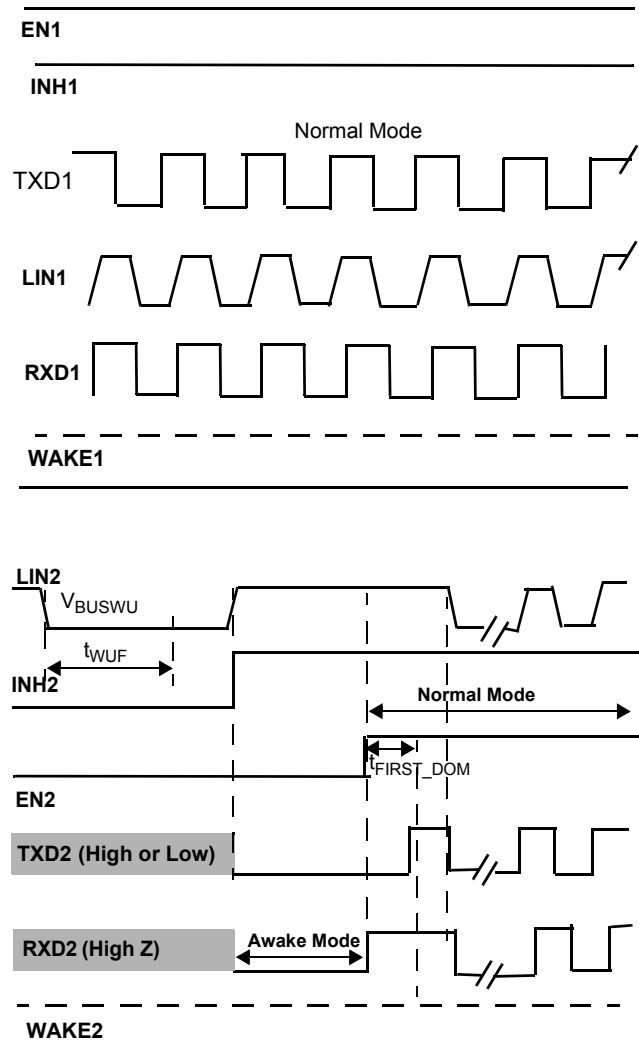 EN1
INH1
Normal Mode
TXD1
LIN1
RXD1
WAKE1
LIN2
VBUSWU
tWUF
INH2
Normal Mode
tFIRST_DOM
EN2
TXD2 (High or Low)
Awake Mode
RXD2 (High Z)
WAKE2